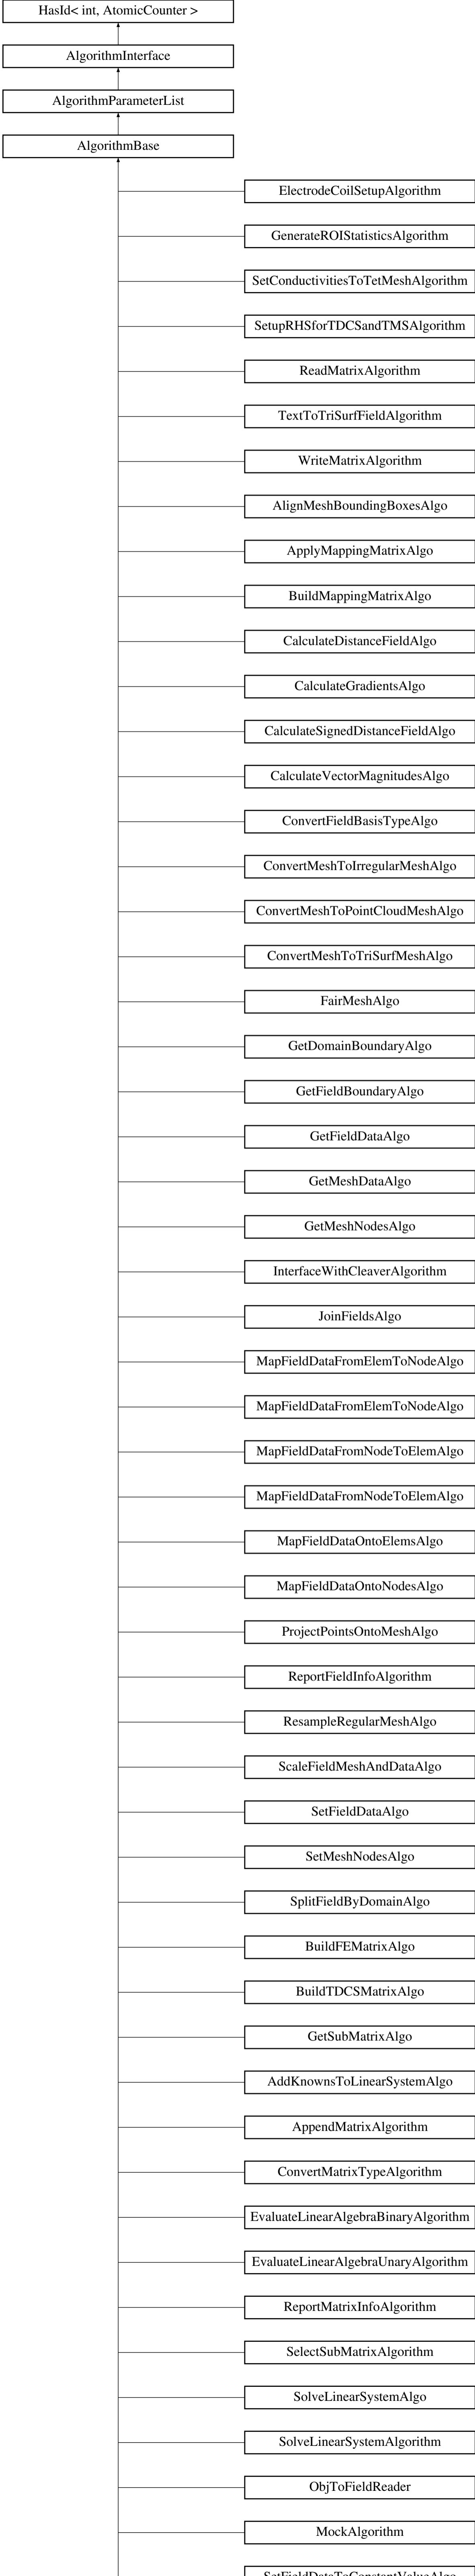 HasId< int, AtomicCounter >
AlgorithmInterface
AlgorithmParameterList
AlgorithmBase
ElectrodeCoilSetupAlgorithm
GenerateROIStatisticsAlgorithm
SetConductivitiesToTetMeshAlgorithm
SetupRHSforTDCSandTMSAlgorithm
ReadMatrixAlgorithm
TextToTriSurfFieldAlgorithm
WriteMatrixAlgorithm
AlignMeshBoundingBoxesAlgo
ApplyMappingMatrixAlgo
BuildMappingMatrixAlgo
CalculateDistanceFieldAlgo
CalculateGradientsAlgo
CalculateSignedDistanceFieldAlgo
CalculateVectorMagnitudesAlgo
ConvertFieldBasisTypeAlgo
ConvertMeshToIrregularMeshAlgo
ConvertMeshToPointCloudMeshAlgo
ConvertMeshToTriSurfMeshAlgo
FairMeshAlgo
GetDomainBoundaryAlgo
GetFieldBoundaryAlgo
GetFieldDataAlgo
GetMeshDataAlgo
GetMeshNodesAlgo
InterfaceWithCleaverAlgorithm
JoinFieldsAlgo
MapFieldDataFromElemToNodeAlgo
MapFieldDataFromElemToNodeAlgo
MapFieldDataFromNodeToElemAlgo
MapFieldDataFromNodeToElemAlgo
MapFieldDataOntoElemsAlgo
MapFieldDataOntoNodesAlgo
ProjectPointsOntoMeshAlgo
ReportFieldInfoAlgorithm
ResampleRegularMeshAlgo
ScaleFieldMeshAndDataAlgo
SetFieldDataAlgo
SetMeshNodesAlgo
SplitFieldByDomainAlgo
BuildFEMatrixAlgo
BuildTDCSMatrixAlgo
GetSubMatrixAlgo
AddKnownsToLinearSystemAlgo
AppendMatrixAlgorithm
ConvertMatrixTypeAlgorithm
EvaluateLinearAlgebraBinaryAlgorithm
EvaluateLinearAlgebraUnaryAlgorithm
ReportMatrixInfoAlgorithm
SelectSubMatrixAlgorithm
SolveLinearSystemAlgo
SolveLinearSystemAlgorithm
ObjToFieldReader
MockAlgorithm
SetFieldDataToConstantValueAlgo